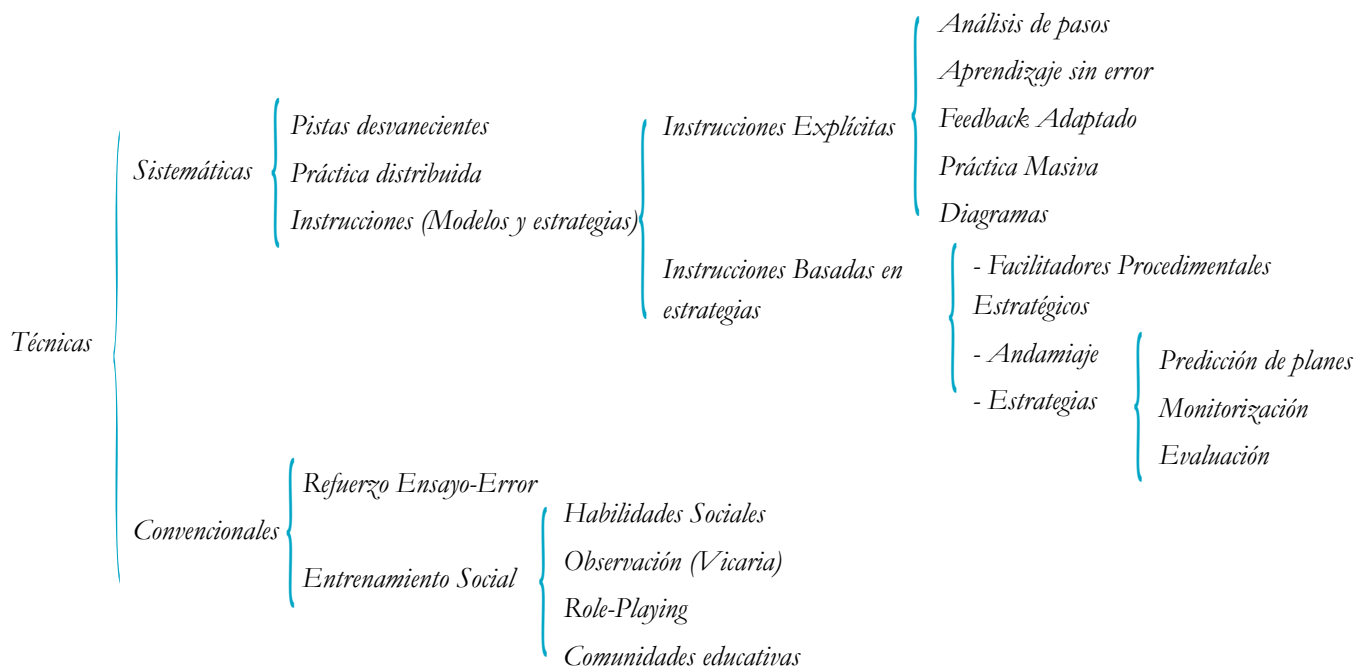 Técnicas
Sistemáticas
Pistas desvanecientes
Práctica distribuida
Instrucciones (Modelos y estrategias)
Instrucciones Explícitas
Análisis de pasos
Aprendizaje sin error
Feedback Adaptado
Práctica Masiva
Diagramas
Instrucciones Basadas en
estrategias
- Facilitadores Procedimentales
Estratégicos
- Andamiaje
- Estrategias
Predicción de planes
Monitorización
Evaluación
Convencionales
Refuerzo Ensayo-Error
Entrenamiento Social
Habilidades Sociales
Observación (Vicaria)
Role-Playing
Comunidades educativas